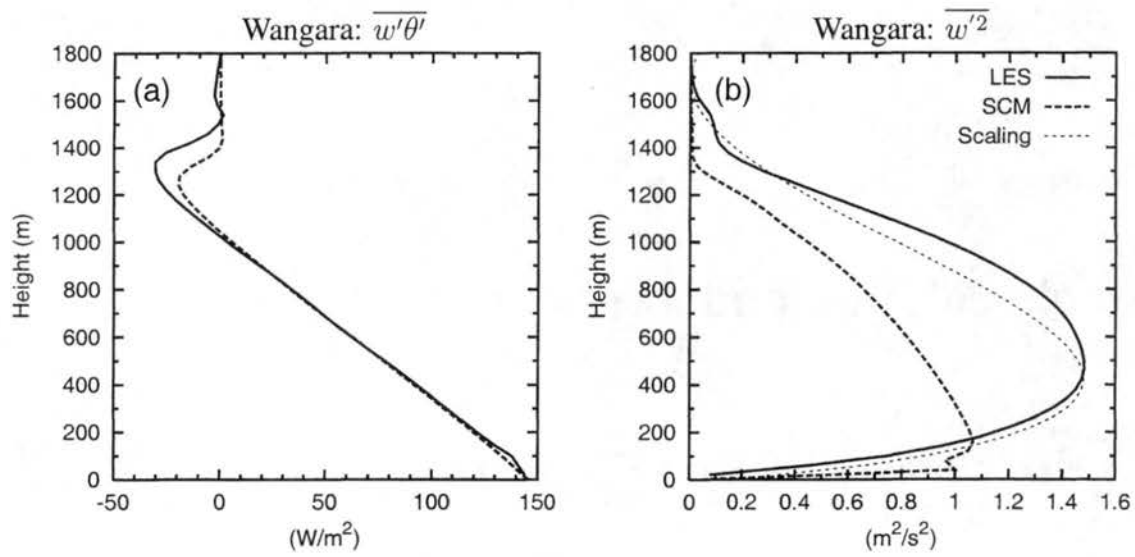 Wangara: w′θ′
(a)
1800
1600
1400
1200
1000
800
600
400
200
0
Height (m)
-50 0 50 100 150
(W/m²)
Wangara: w′²
(b)
LES
SCM
Scaling
1800
1600
1400
1200
1000
800
600
400
200
0
Height (m)
0 0.2 0.4 0.6 0.8 1 1.2 1.4 1.6
(m²/s²)